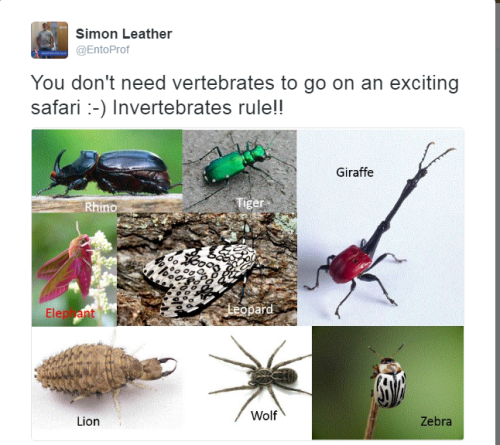 Simon Leather
@EntoProf
You don't need vertebrates to go on an exciting
safari :-) Invertebrates rule!!
Rhino
Tiger
Giraffe
Elephant
Leopard
Lion
Wolf
Zebra